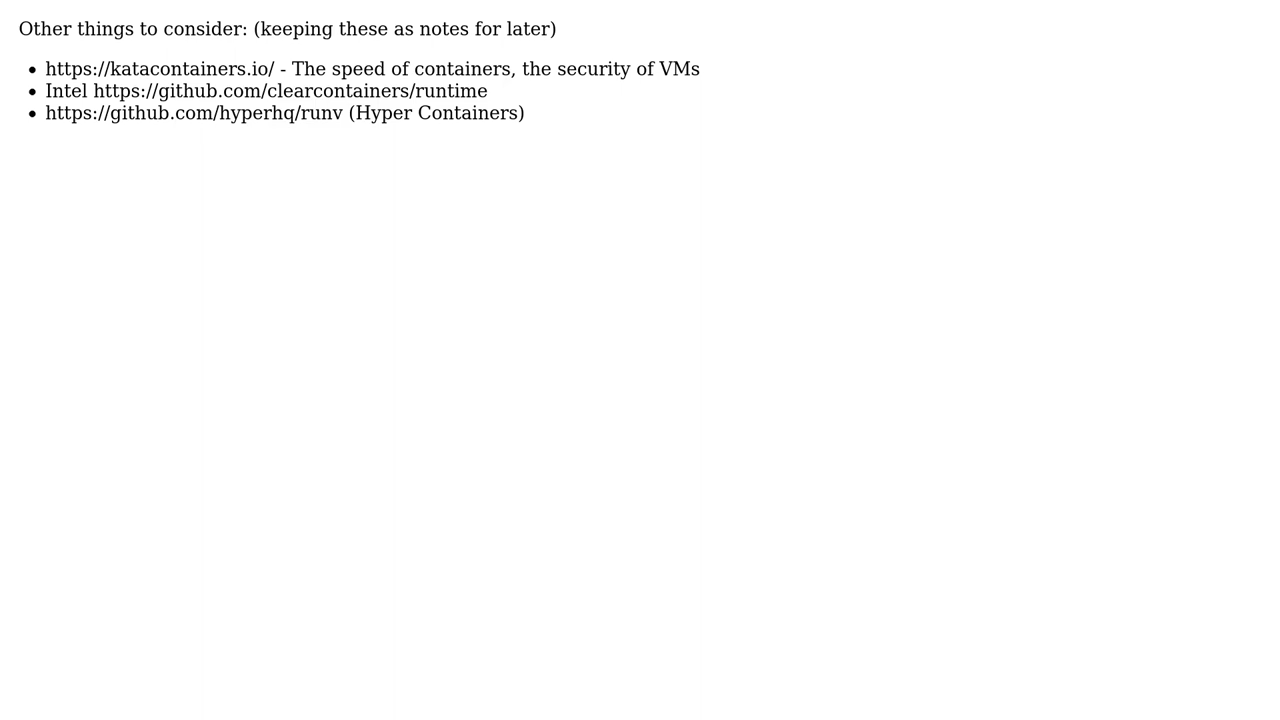 Other things to consider: (keeping these as notes for later)
• https://katacontainers.io/ - The speed of containers, the security of VMs
• Intel https://github.com/clearcontainers/runtime
• https://github.com/hyperhq/runv (Hyper Containers)